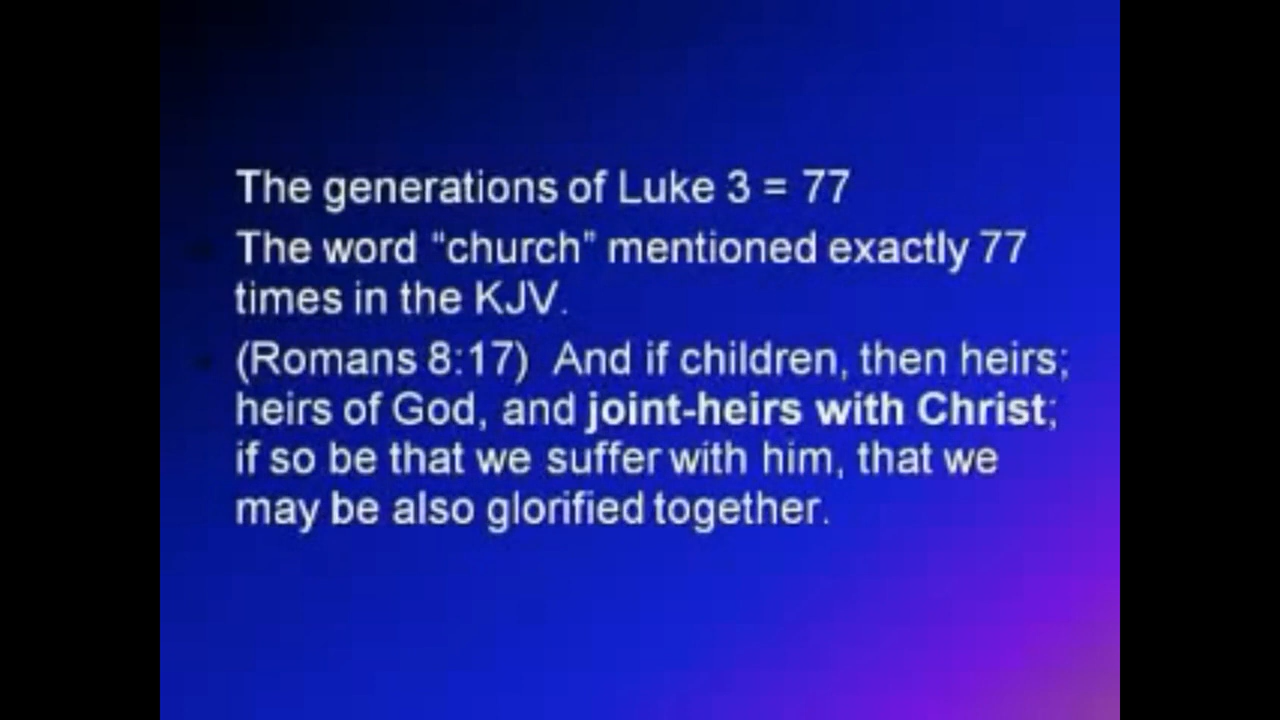 The generations of Luke 3 = 77
The word “church” mentioned exactly 77
times in the KJV.
(Romans 8:17)  And if children, then heirs;
heirs of God, and joint-heirs with Christ;
if so be that we suffer with him, that we
may be also glorified together.